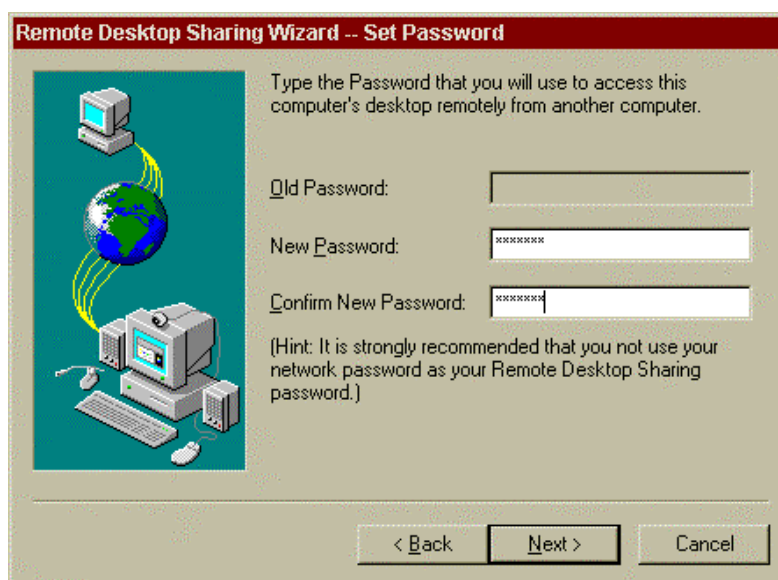 Remote Desktop Sharing Wizard -- Set Password
Type the Password that you will use to access this
computer's desktop remotely from another computer.
Old Password:
New Password:
*******
Confirm New Password:
*******
(Hint: It is strongly recommended that you not use your
network password as your Remote Desktop Sharing
password.)
< Back
Next >
Cancel